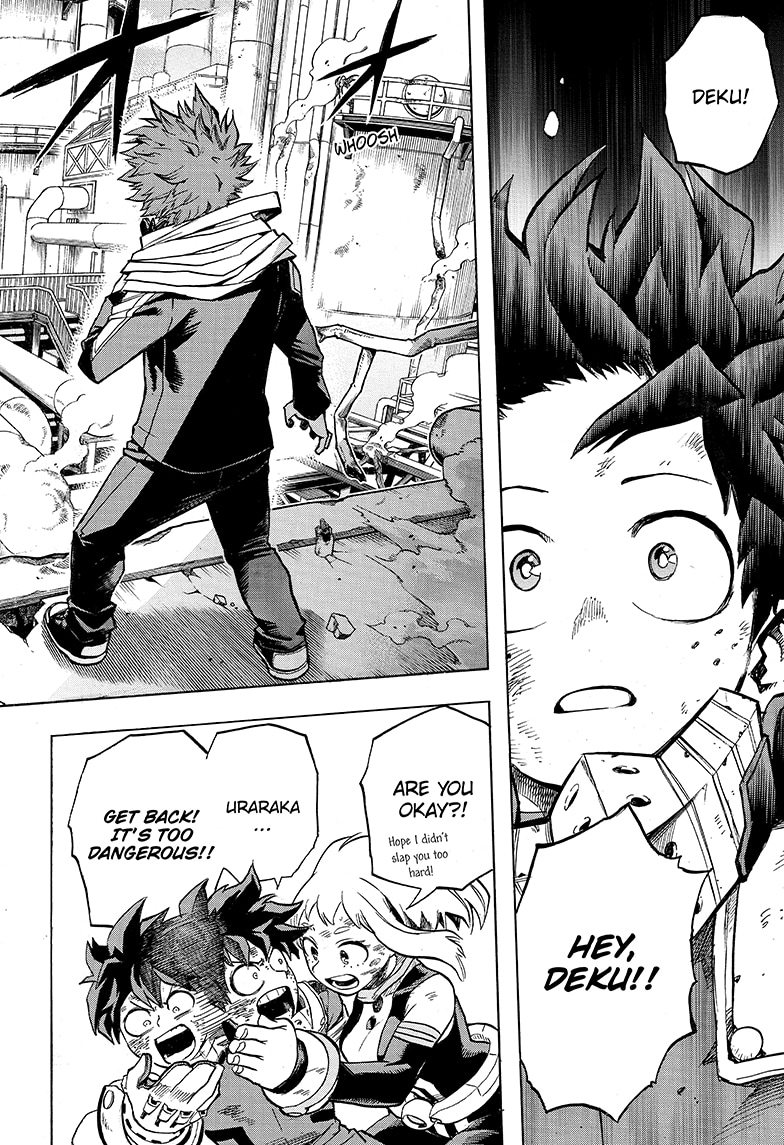 DEKU!
HEY,
DEKU!!
WHOOSH
ARE YOU
OKAY?!
Hope I didn't
slap you too
hard!
URARAKA
...
GET BACK!
IT'S TOO
DANGEROUS!!